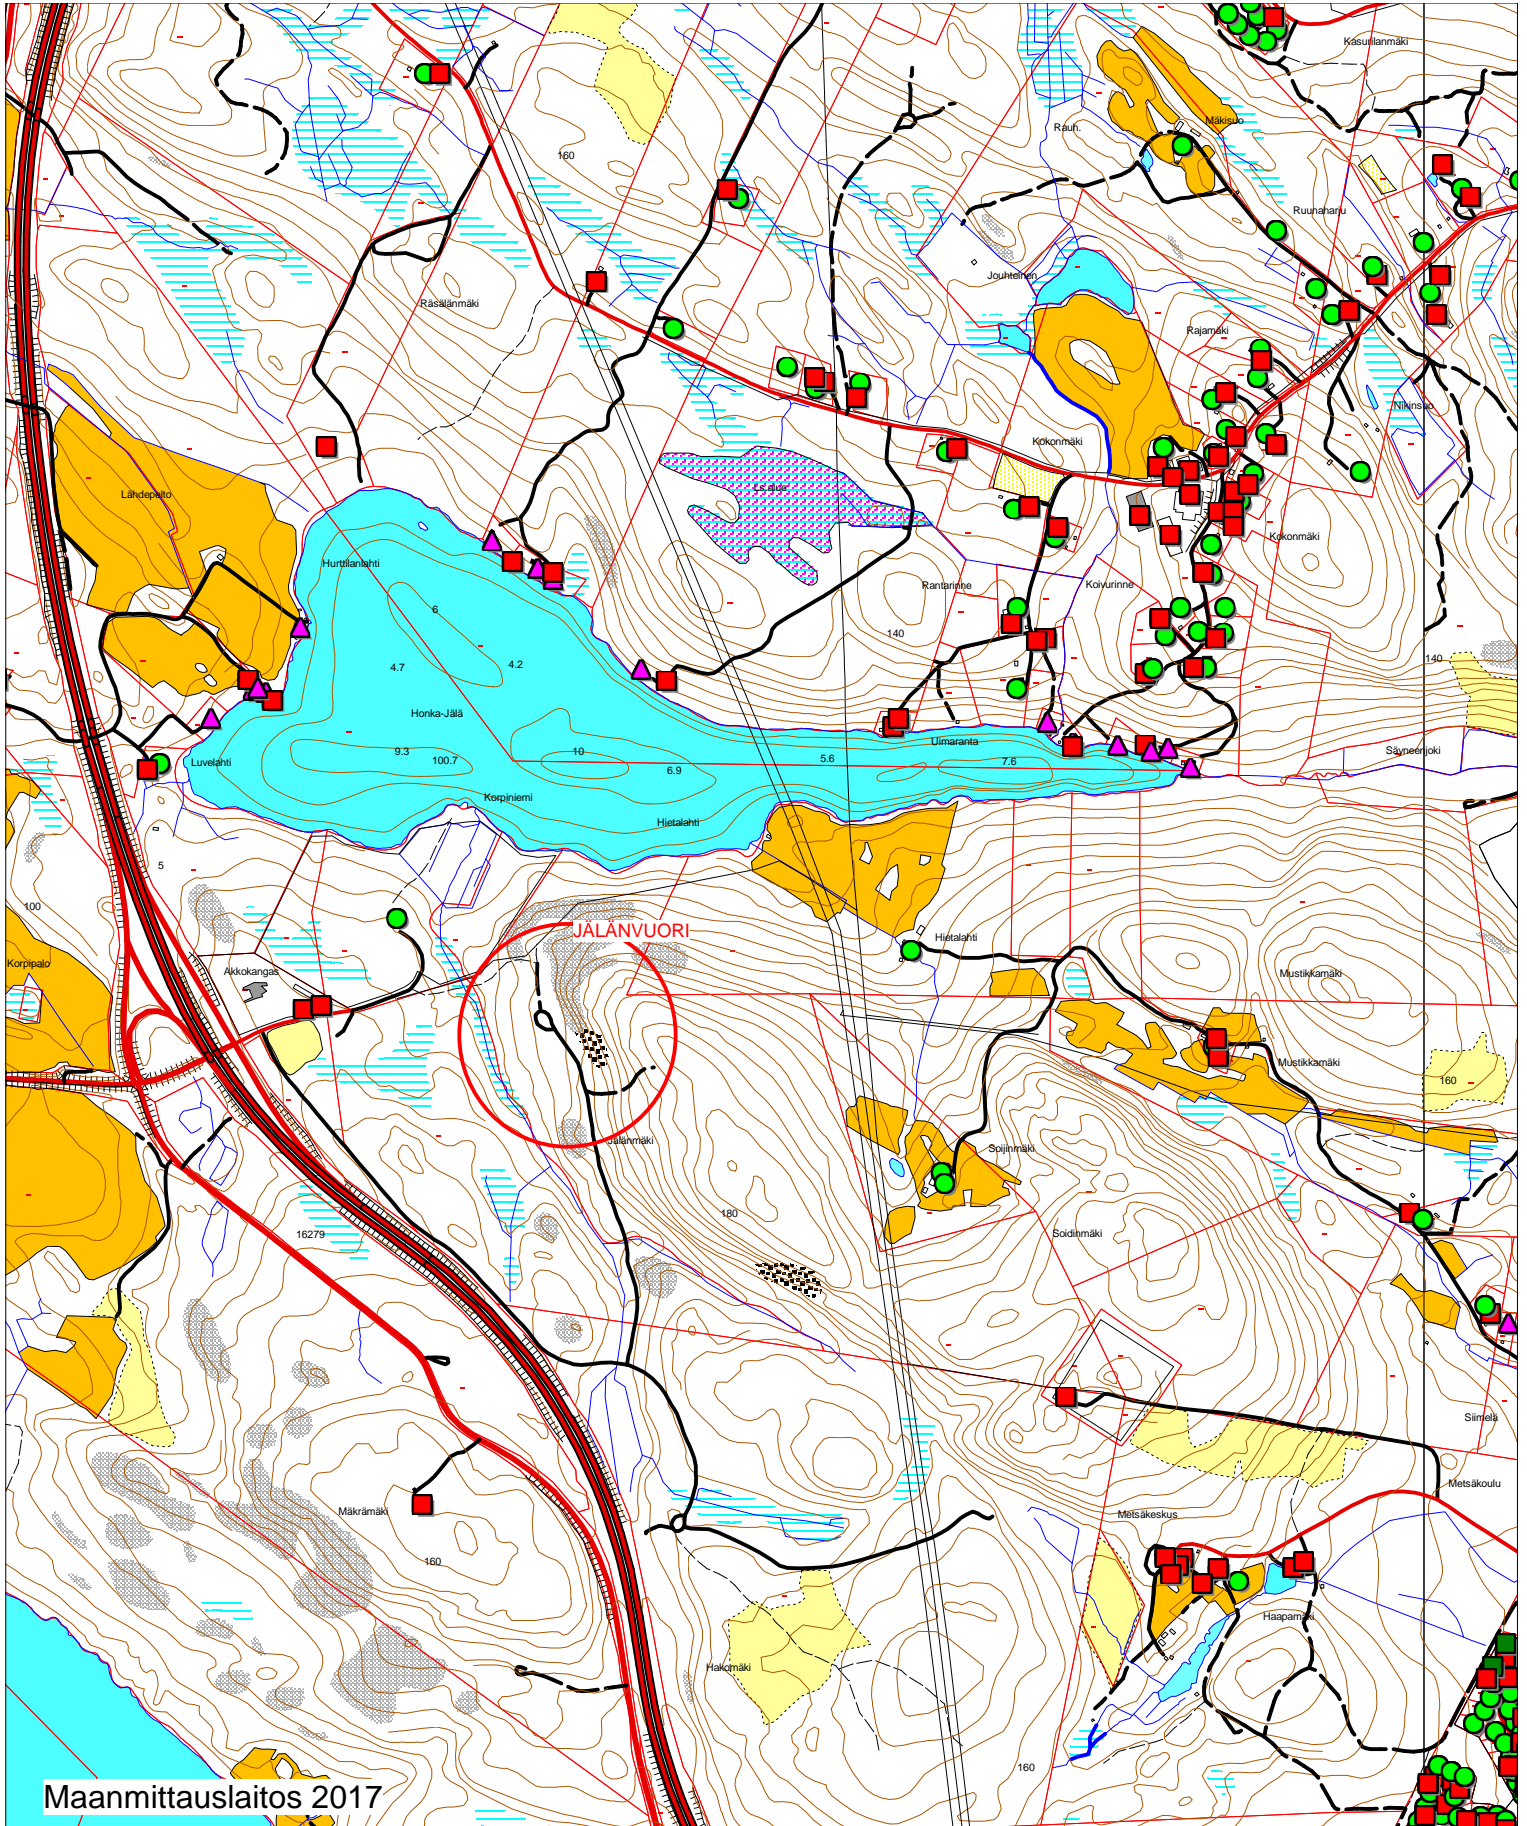 Kasurilanmäki
Mäkisuo
Rauh.
160
Ruunaharju
Jouhteinen
Räsälänmäki
Rajamäki
Nikinsuo
Kokonmäki
Lähdepelto
Ls.alue
Kokonmäki
Hurttilanlahti
Rantarinne
Koivurinne
6
140
140
4.7
4.2
Honka-Jälä
Uimaranta
Säyneenjoki
9.3
10
5.6
7.6
Luvelahti
100.7
6.9
Korpiniemi
Hietalahti
5
100
JÄLÄNVUORI
Hietalahti
Korpipalo
Akkokangas
Mustikkamäki
Mustikkamäki
160
Jälänmäki
Soijinmäki
180
16279
Soidinmäki
Siimelä
Metsäkoulu
Mäkrämäki
Metsäkeskus
160
Haapamäki
Hakomäki
160
Maanmittauslaitos 2017